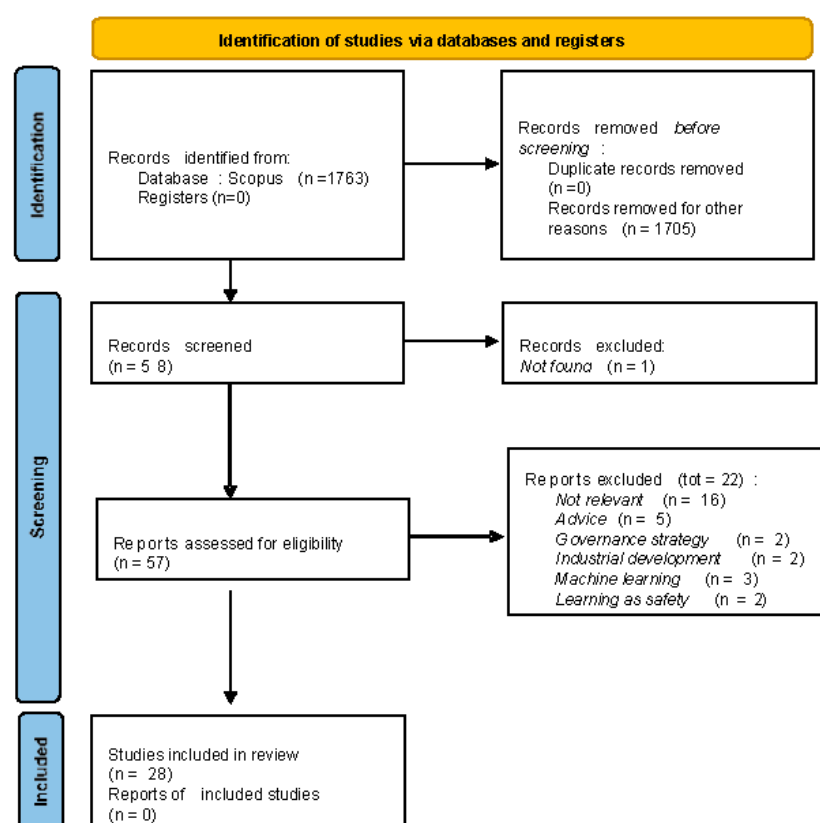 Identification of studies via databases and registers
Identification
Records identified from:
Database : Scopus (n =1763)
Registers (n=0)
Records removed before
screening :
Duplicate records removed
(n =0)
Records removed for other
reasons (n = 1705)
Screening
Records screened
(n = 5 8)
Records excluded:
Not founa (n = 1)
Reports assessed for eligibility
(n = 57)
Reports excluded (tot = 22) :
Not relevant (n = 16)
Advice (n = 5)
Governance strategy (n = 2)
Industrial development (n = 2)
Machine learning (n = 3)
Learning as safety (n = 2)
Included
Studies included in review
(n = 28)
Reports of included studies
(n = 0)